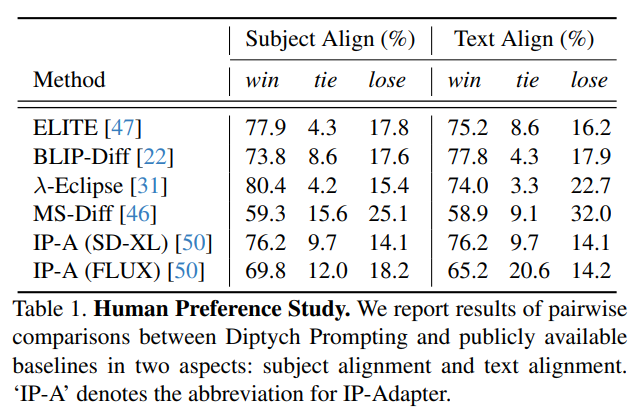 Subject Align (%) Text Align (%)
Method win tie lose win tie lose
ELITE [47] 77.9 4.3 17.8 75.2 8.6 16.2
BLIP-Diff [22] 73.8 8.6 17.6 77.8 4.3 17.9
λ-Eclipse [31] 80.4 4.2 15.4 74.0 3.3 22.7
MS-Diff [46] 59.3 15.6 25.1 58.9 9.1 32.0
IP-A (SD-XL) [50] 76.2 9.7 14.1 76.2 9.7 14.1
IP-A (FLUX) [50] 69.8 12.0 18.2 65.2 20.6 14.2
Table 1. Human Preference Study. We report results of pairwise
comparisons between Diptych Prompting and publicly available
baselines in two aspects: subject alignment and text alignment.
‘IP-A’ denotes the abbreviation for IP-Adapter.